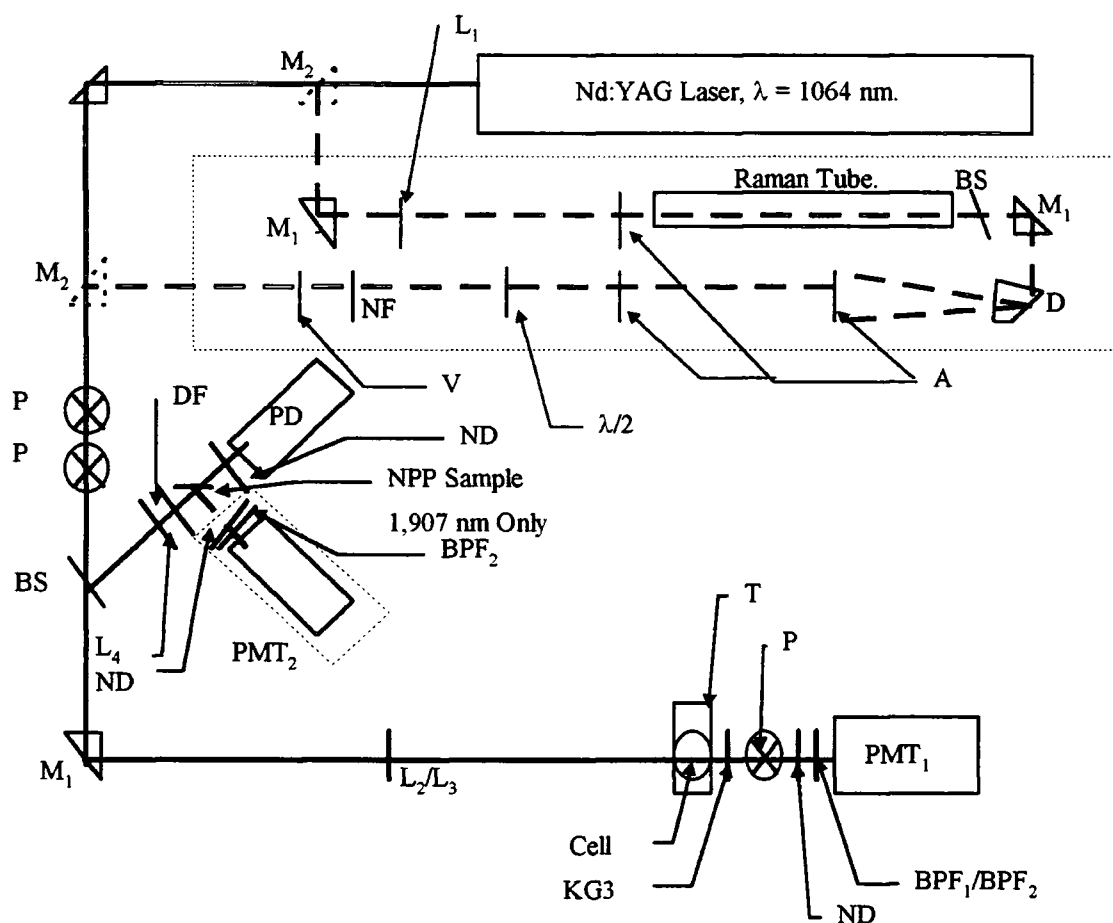 L₁
M₂
Nd:YAG Laser, λ = 1064 nm.
Raman Tube.
BS
M₁
M₁
M₂
NF
D
V
A
λ/2
P
DF
PD
ND
P
NPP Sample
1,907 nm Only
BPF₂
BS
L₄
ND
PMT₂
T
P
M₁
L₂/L₃
PMT₁
Cell
KG3
BPF₁/BPF₂
ND